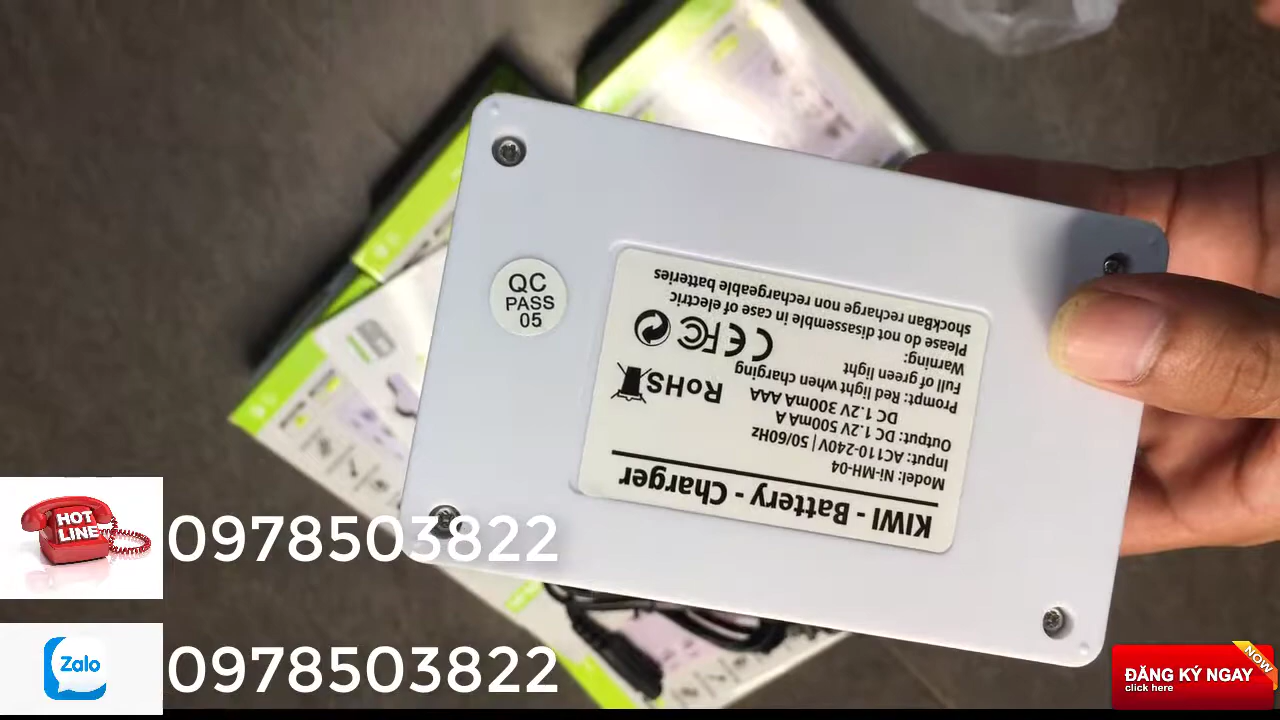 QC
PASS
05
KIWI - Battery - Charger
Model: Ni-MH-04
Input: AC110-240V | 50/60Hz
Output: DC 1.2V 500mA A
DC 1.2V 300mA AAA
Prompt: Red light when charging
Full of green light
Warning:
Please do not disassemble in case of electric
shockBan recharge non rechargeable batteries
RoHS
CE FC
HOT
LINE
0978503822
Zalo
0978503822
ĐĂNG KÝ NGAY
click here
NOW